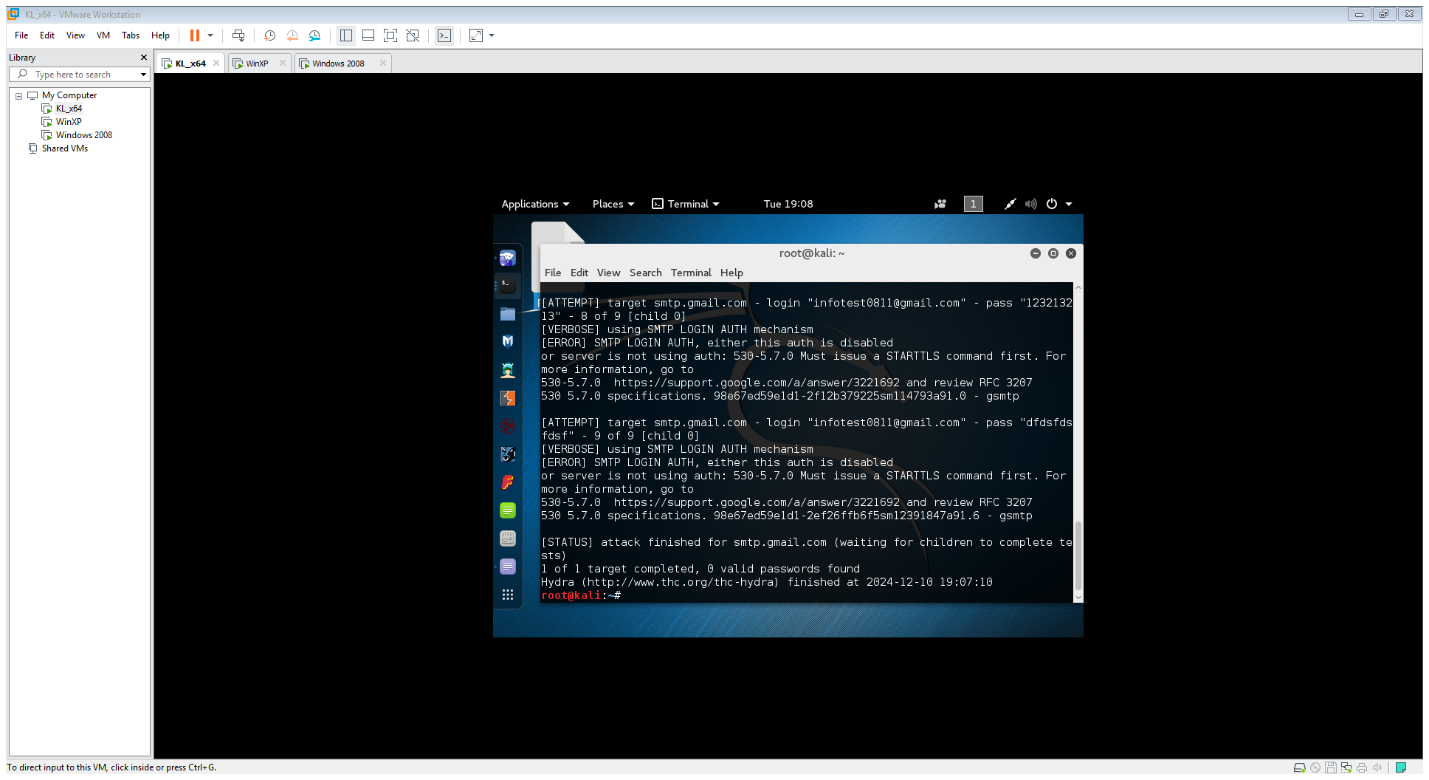 KL_x64 - VMware Workstation
File Edit View VM Tabs Help
Library
Type here to search
My Computer
KL_x64
WinXP
Windows 2008
Shared VMs
KL_x64 WinXP Windows 2008
Applications Places Terminal Tue 19:08 1
root@kali: ~
File Edit View Search Terminal Help
[ATTEMPT] target smtp.gmail.com - login "infotest0811@gmail.com" - pass "1232132
13" - 8 of 9 [child 0]
[VERBOSE] using SMTP LOGIN AUTH mechanism
[ERROR] SMTP LOGIN AUTH, either this auth is disabled
or server is not using auth: 530-5.7.0 Must issue a STARTTLS command first. For
more information, go to
530-5.7.0  https://support.google.com/a/answer/3221692 and review RFC 3207
530 5.7.0 specifications. 98e67ed59e1d1-2f12b379225sm114793a91.0 - gsmtp
[ATTEMPT] target smtp.gmail.com - login "infotest0811@gmail.com" - pass "dfdsfds
fdsf" - 9 of 9 [child 0]
[VERBOSE] using SMTP LOGIN AUTH mechanism
[ERROR] SMTP LOGIN AUTH, either this auth is disabled
or server is not using auth: 530-5.7.0 Must issue a STARTTLS command first. For
more information, go to
530-5.7.0  https://support.google.com/a/answer/3221692 and review RFC 3207
530 5.7.0 specifications. 98e67ed59e1d1-2ef26ffb6f5sm12391847a91.6 - gsmtp
[STATUS] attack finished for smtp.gmail.com (waiting for children to complete te
sts)
1 of 1 target completed, 0 valid passwords found
Hydra (http://www.thc.org/thc-hydra) finished at 2024-12-10 19:07:10
root@kali:~#
To direct input to this VM, click inside or press Ctrl+G.